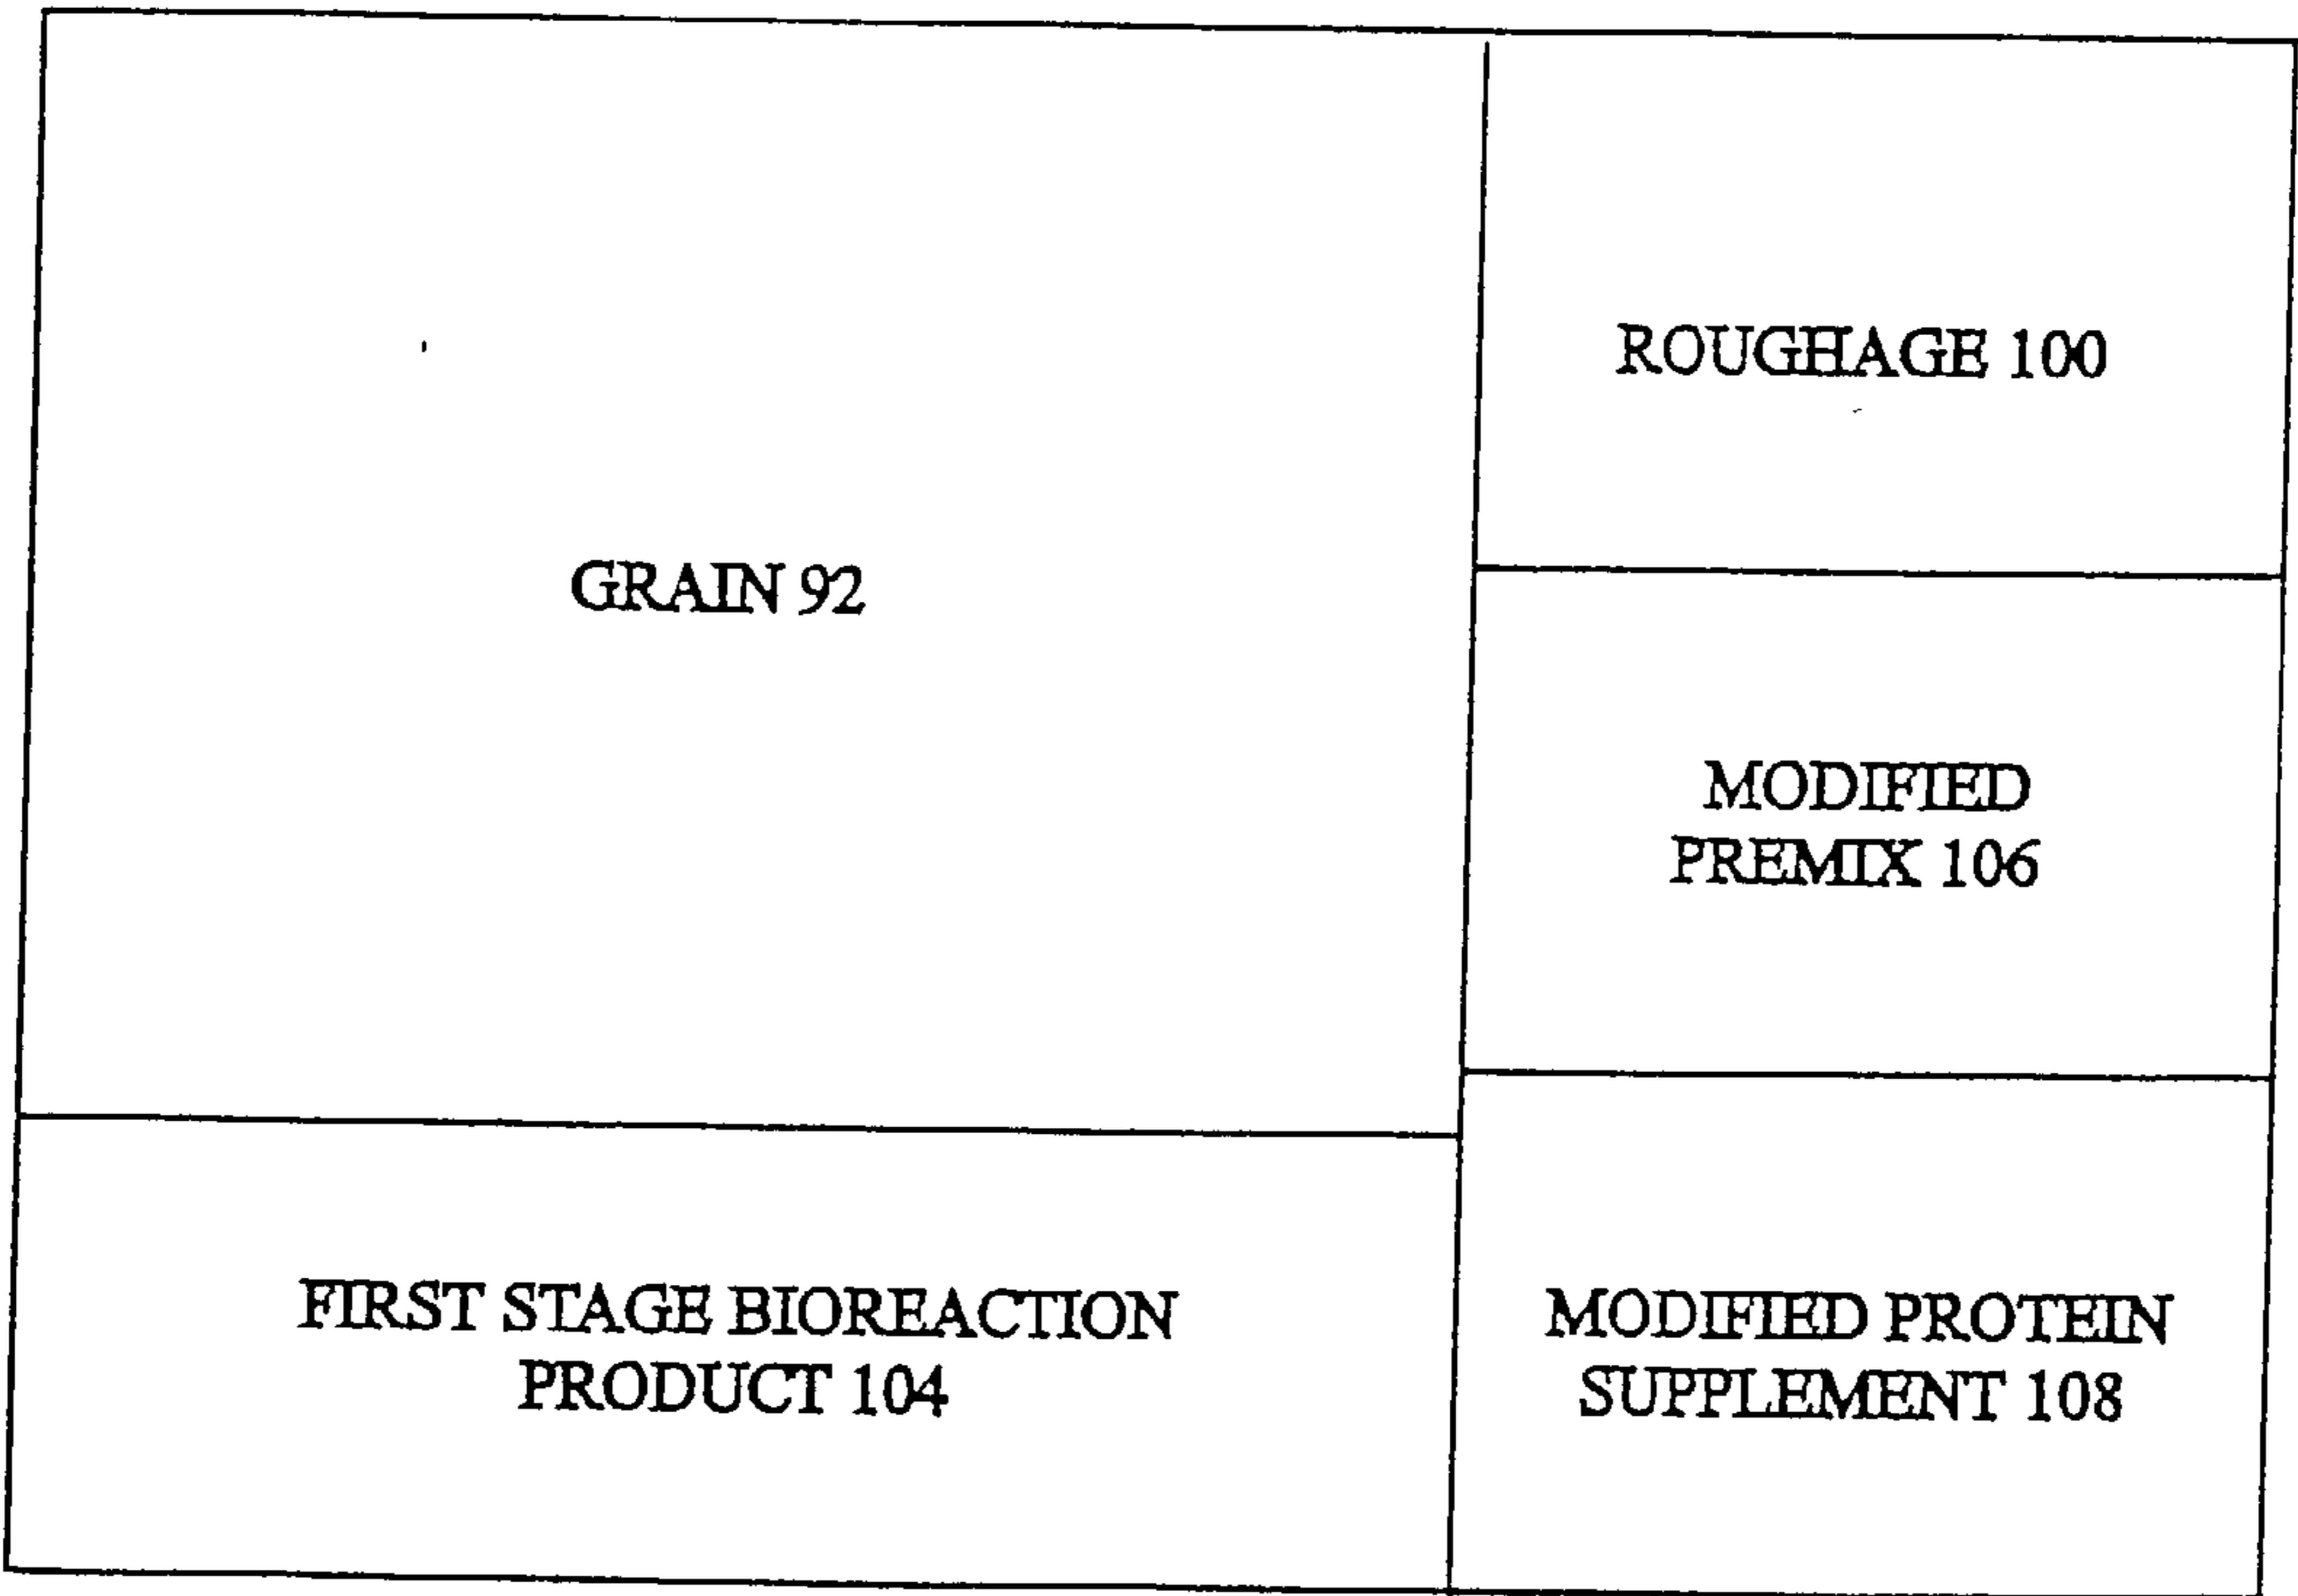 GRAIN 92
ROUGHAGE 100
MODIFIED
PREMIX 106
FIRST STAGE BIOREACTION
PRODUCT 104
MODIFIED PROTEIN
SUPPLEMENT 108